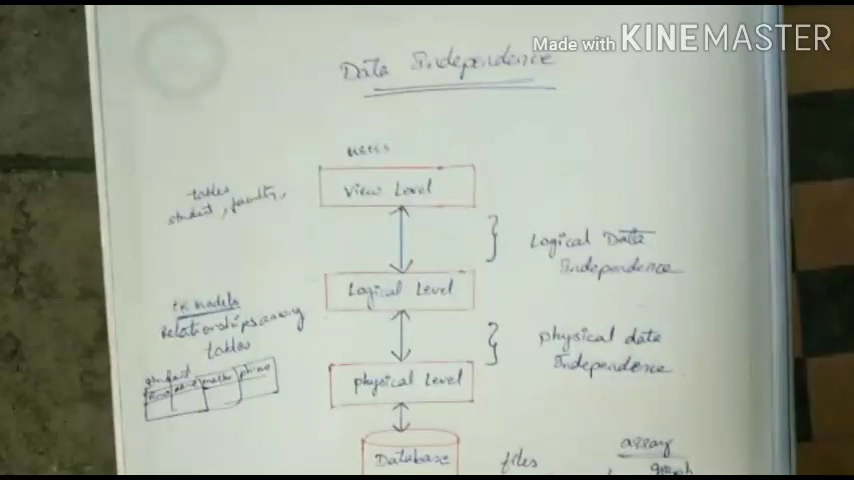 Made with KINEMASTER
Data Independence
users
View Level
tables
student, faculty,
Logical Data
Independence
Logical Level
ER models
Relationships among
tables
physical data
Independence
physical Level
Database
files
array
graph